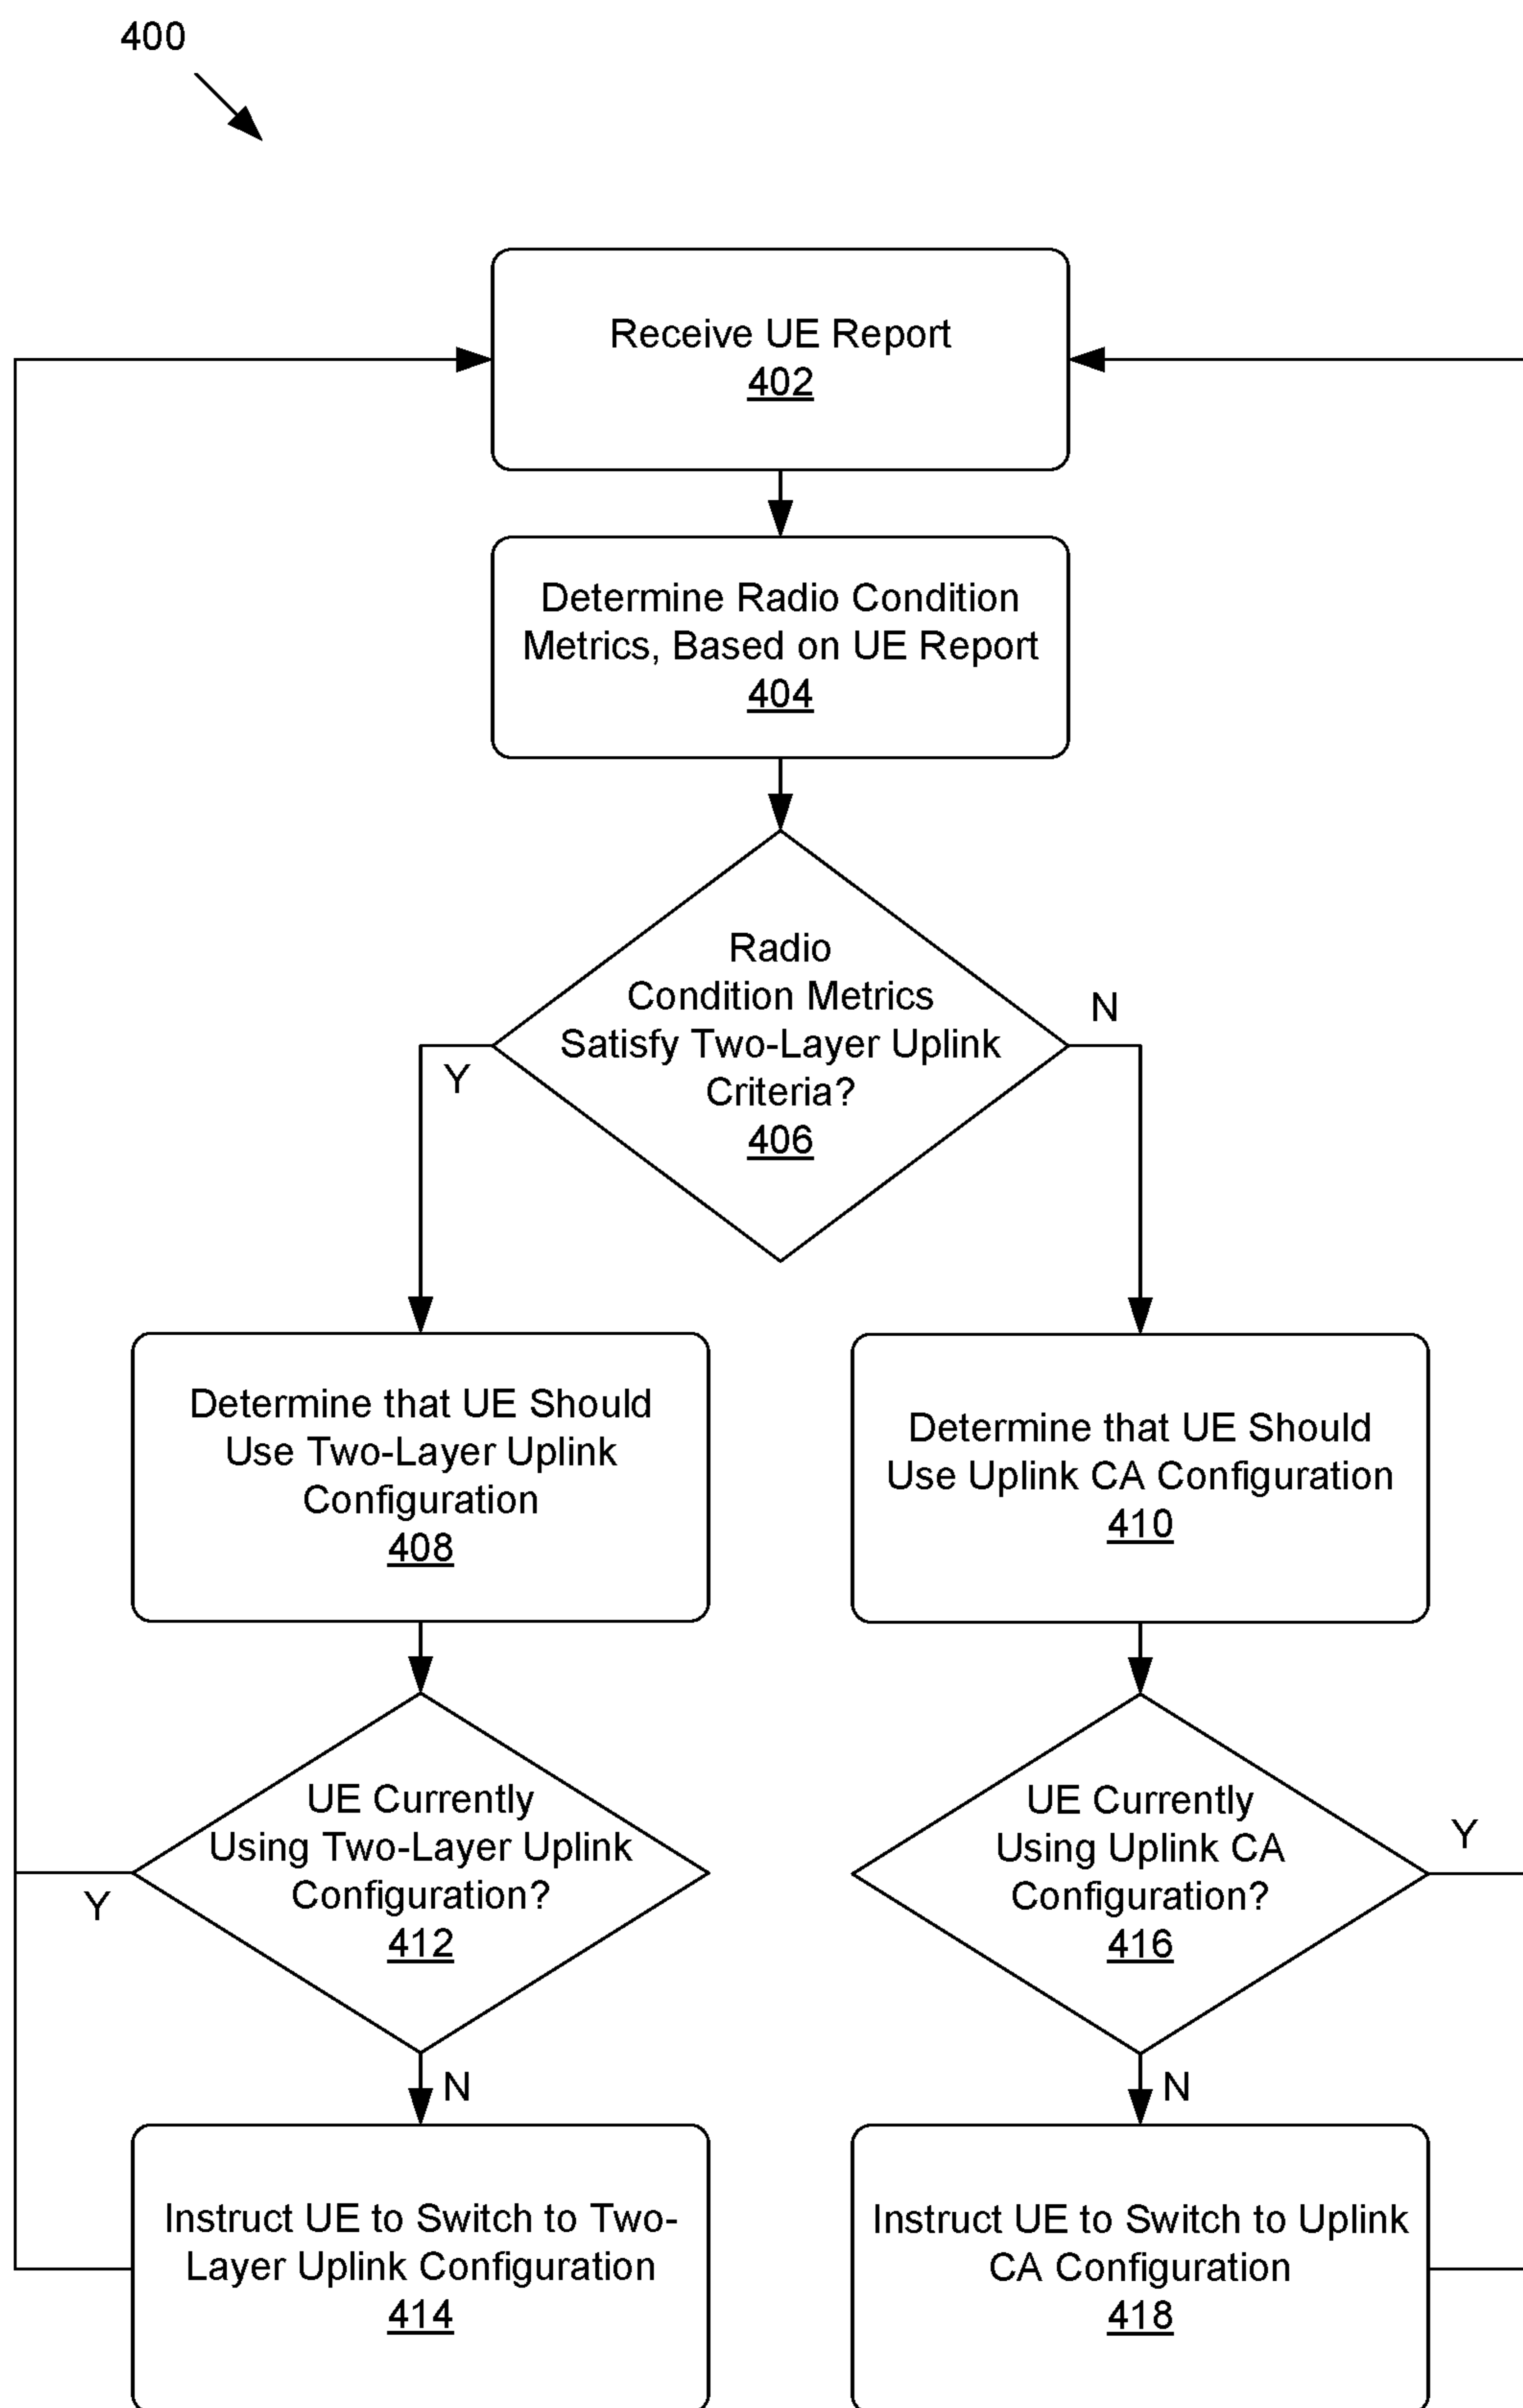 400
Receive UE Report
402
Determine Radio Condition
Metrics, Based on UE Report
404
Radio
Condition Metrics
Satisfy Two-Layer Uplink
Criteria?
406
Y
N
Determine that UE Should
Use Two-Layer Uplink
Configuration
408
Determine that UE Should
Use Uplink CA Configuration
410
UE Currently
Using Two-Layer Uplink
Configuration?
412
Y
N
UE Currently
Using Uplink CA
Configuration?
416
Y
N
Instruct UE to Switch to Two-
Layer Uplink Configuration
414
Instruct UE to Switch to Uplink
CA Configuration
418